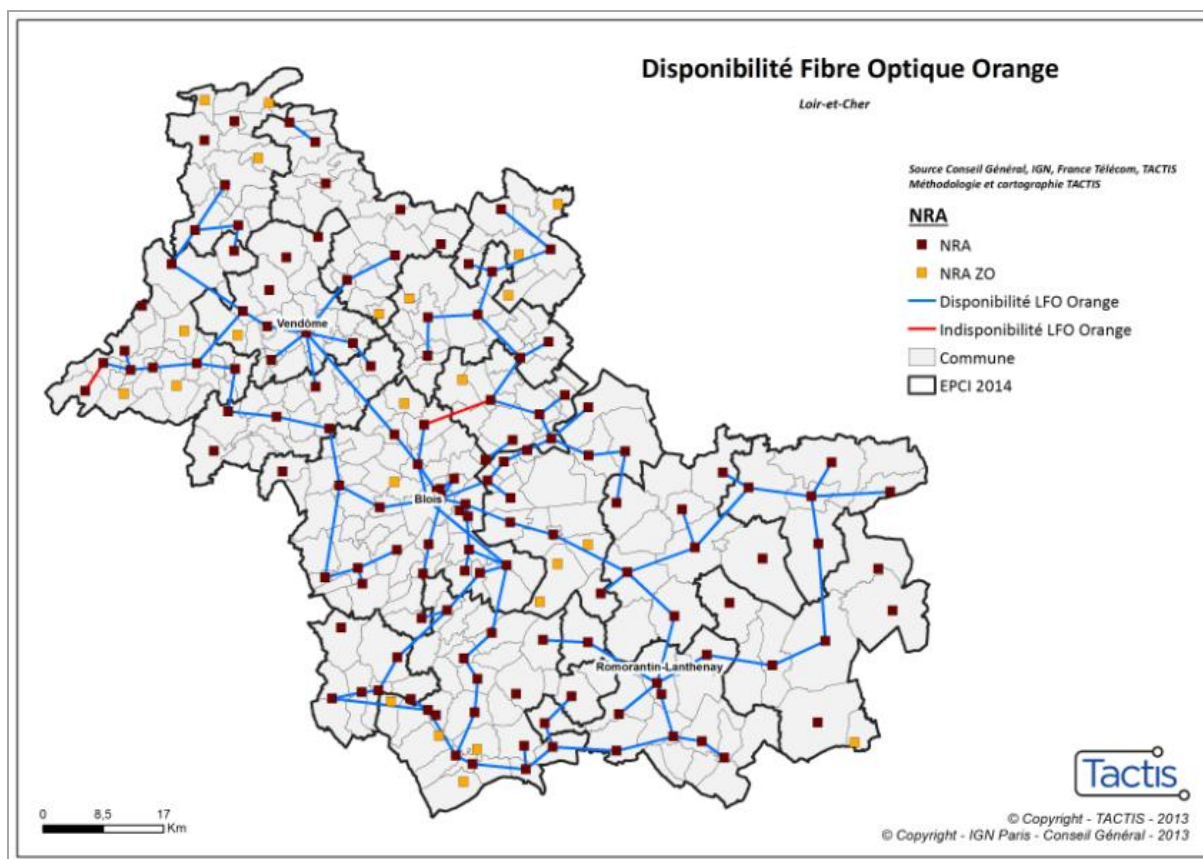 Disponibilité Fibre Optique Orange
Loir-et-Cher
Source Conseil Général, IGN, France Télécom, TACTIS
Méthodologie et cartographie TACTIS
NRA
NRA
NRA ZO
Disponibilité LFO Orange
Indisponibilité LFO Orange
Commune
EPCI 2014
Vendôme
Blois
Romorantin-Lanthenay
0 8,5 17
Km
Tactis
© Copyright - TACTIS - 2013
© Copyright - IGN Paris - Conseil Général - 2013